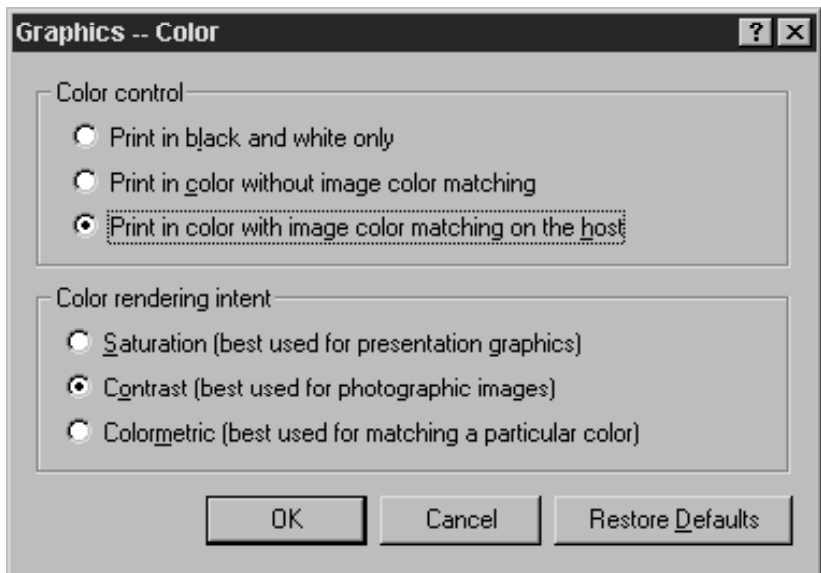 Graphics -- Color
Color control
Print in black and white only
Print in color without image color matching
Print in color with image color matching on the host
Color rendering intent
Saturation (best used for presentation graphics)
Contrast (best used for photographic images)
Colormetric (best used for matching a particular color)
OK Cancel Restore Defaults